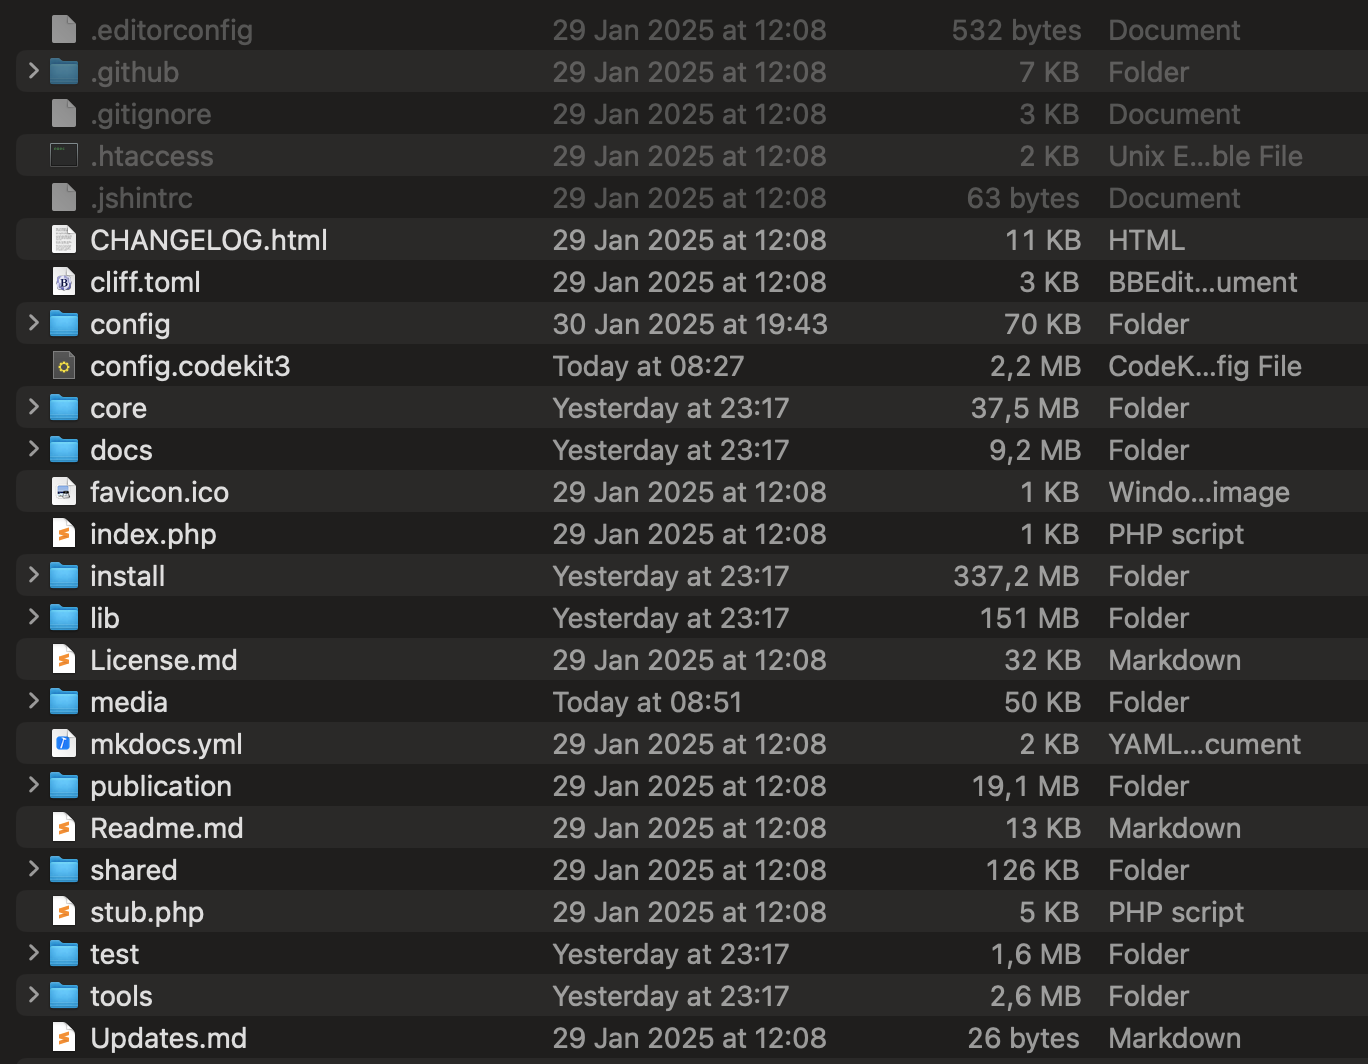 .editorconfig 29 Jan 2025 at 12:08 532 bytes Document
.github 29 Jan 2025 at 12:08 7 KB Folder
.gitignore 29 Jan 2025 at 12:08 3 KB Document
.htaccess 29 Jan 2025 at 12:08 2 KB Unix E...ble File
.jshintrc 29 Jan 2025 at 12:08 63 bytes Document
CHANGELOG.html 29 Jan 2025 at 12:08 11 KB HTML
cliff.toml 29 Jan 2025 at 12:08 3 KB BBEdit...ument
config 30 Jan 2025 at 19:43 70 KB Folder
config.codekit3 Today at 08:27 2,2 MB CodeK...fig File
core Yesterday at 23:17 37,5 MB Folder
docs Yesterday at 23:17 9,2 MB Folder
favicon.ico 29 Jan 2025 at 12:08 1 KB Windo...image
index.php 29 Jan 2025 at 12:08 1 KB PHP script
install Yesterday at 23:17 337,2 MB Folder
lib Yesterday at 23:17 151 MB Folder
License.md 29 Jan 2025 at 12:08 32 KB Markdown
media Today at 08:51 50 KB Folder
mkdocs.yml 29 Jan 2025 at 12:08 2 KB YAML...cument
publication 29 Jan 2025 at 12:08 19,1 MB Folder
Readme.md 29 Jan 2025 at 12:08 13 KB Markdown
shared 29 Jan 2025 at 12:08 126 KB Folder
stub.php 29 Jan 2025 at 12:08 5 KB PHP script
test Yesterday at 23:17 1,6 MB Folder
tools Yesterday at 23:17 2,6 MB Folder
Updates.md 29 Jan 2025 at 12:08 26 bytes Markdown